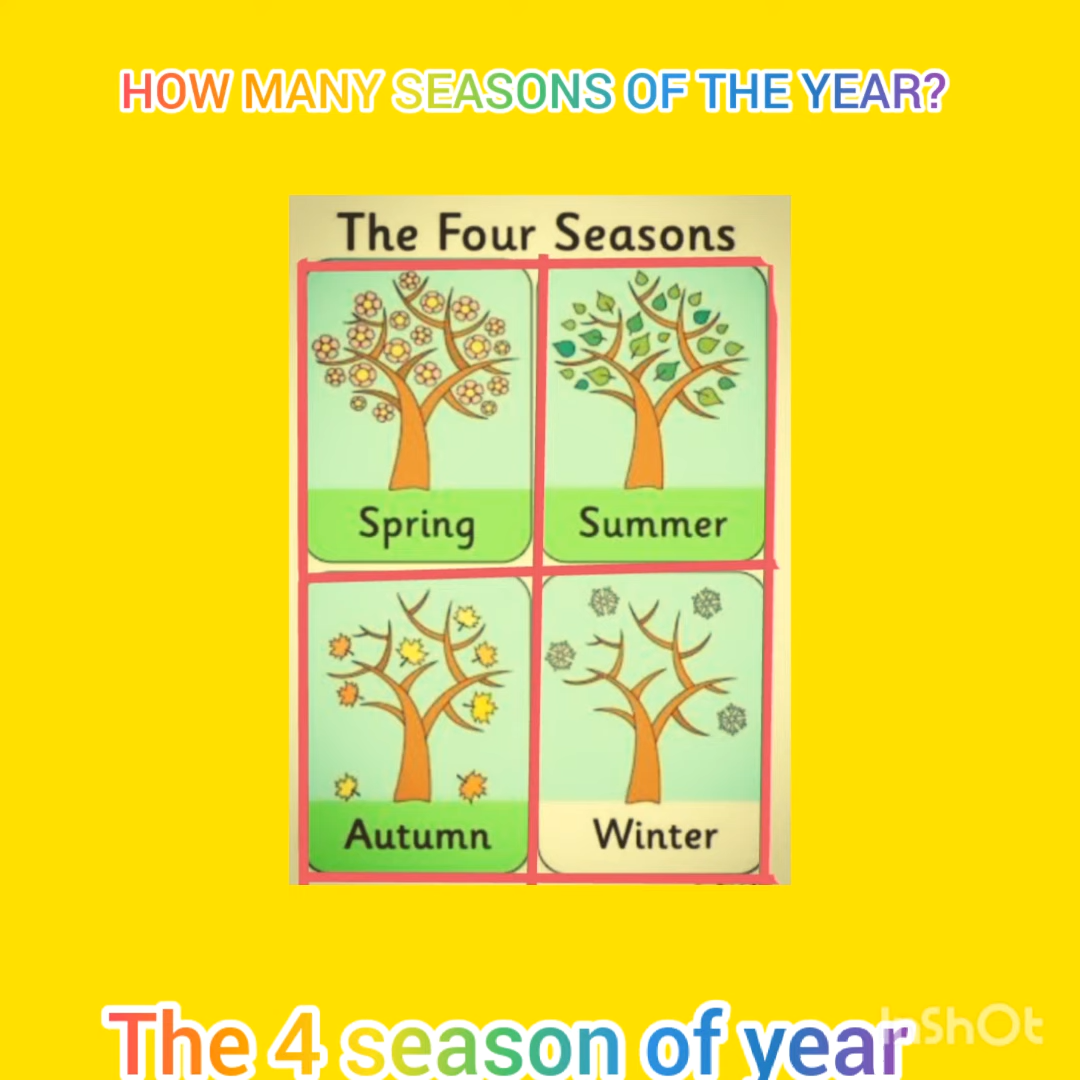 HOW MANY SEASONS OF THE YEAR?
The Four Seasons
Spring
Summer
Autumn
Winter
The 4 season of year
InShOt